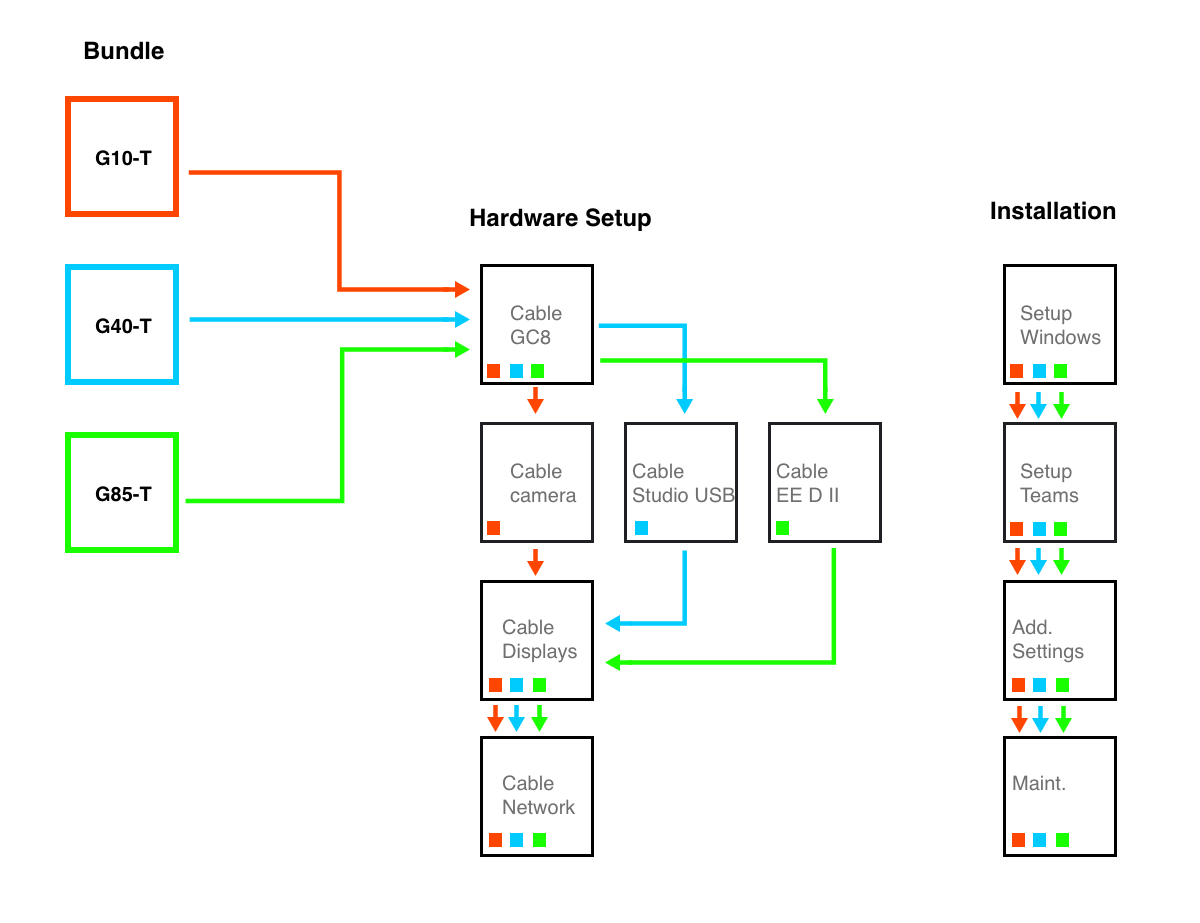 Bundle
G10-T
G40-T
G85-T
Hardware Setup
Cable
GC8
Cable
camera
Cable
Studio USB
Cable
EE D II
Cable
Displays
Cable
Network
Installation
Setup
Windows
Setup
Teams
Add.
Settings
Maint.